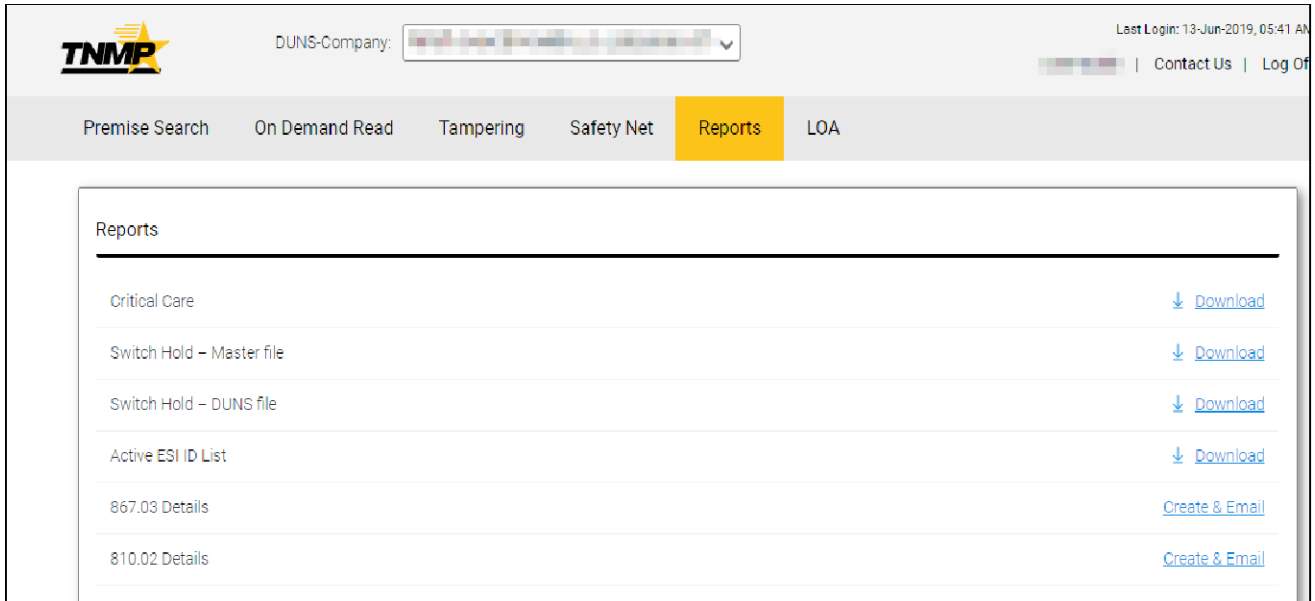 TNMP
DUNS-Company:
Last Login: 13-Jun-2019, 05:41 AM
| Contact Us | Log Of
Premise Search On Demand Read Tampering Safety Net Reports LOA
Reports
Critical Care Download
Switch Hold – Master file Download
Switch Hold – DUNS file Download
Active ESI ID List Download
867.03 Details Create & Email
810.02 Details Create & Email